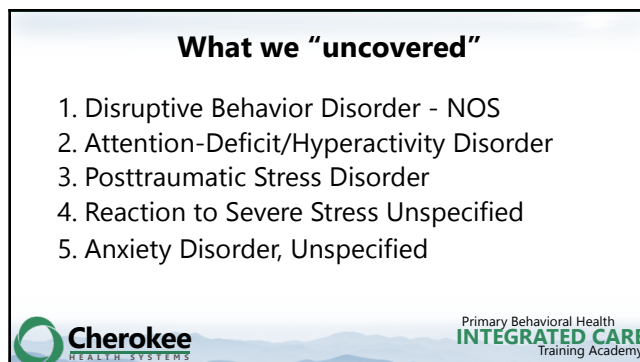 What we “uncovered”
1. Disruptive Behavior Disorder - NOS
2. Attention-Deficit/Hyperactivity Disorder
3. Posttraumatic Stress Disorder
4. Reaction to Severe Stress Unspecified
5. Anxiety Disorder, Unspecified
Cherokee
HEALTH SYSTEMS
Primary Behavioral Health
INTEGRATED CARE
Training Academy